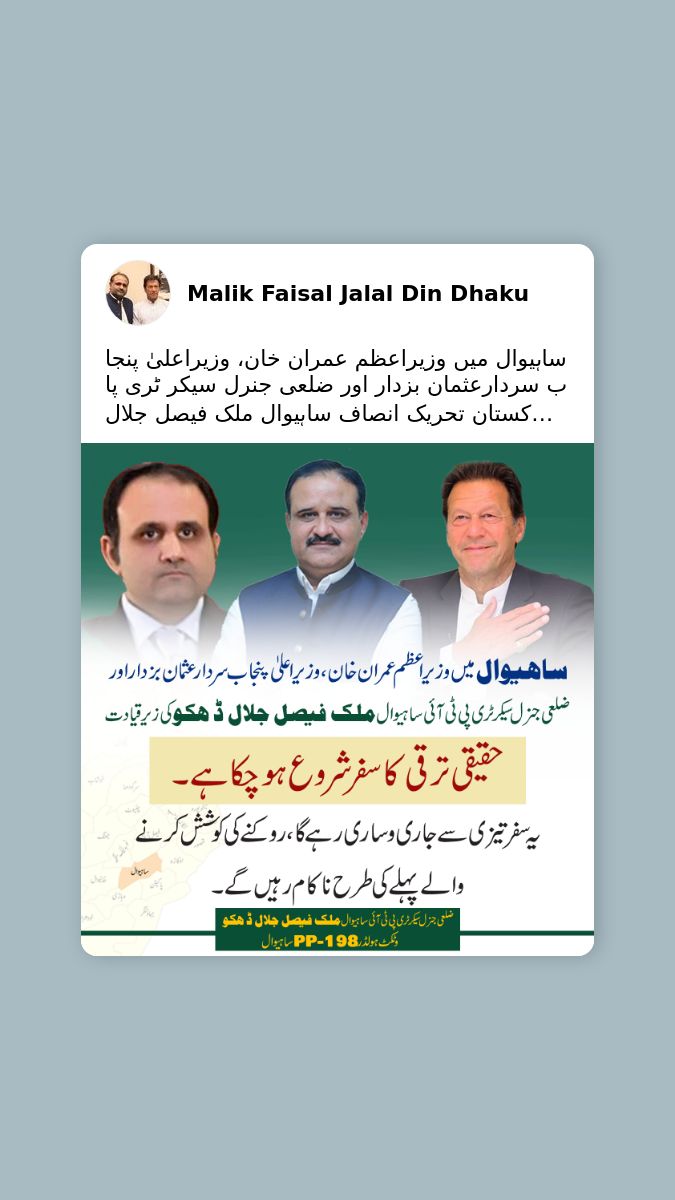 Malik Faisal Jalal Din Dhaku
ساہیوال میں وزیراعظم عمران خان، وزیراعلیٰ پنجا
ب سردارعثمان بزدار اور ضلعی جنرل سیکر ٹری پا
کستان تحریک انصاف ساہیوال ملک فیصل جلال...
ساھیوال میں وزیراعظم عمران خان، وزیراعلیٰ پنجاب سردار عثمان بزدار اور
ضلعی جنرل سیکرٹری پی ٹی آئی ساہیوال ملک فیصل جلال ڈھکو کی زیر قیادت
حقیقی ترقی کا سفر شروع ہو چکا ہے۔
یہ سفر تیزی سے جاری و ساری رہے گا، روکنے کی کوشش کرنے
والے پہلے کی طرح ناکام رہیں گے۔
ساہیوال
ضلعی جنرل سیکرٹری پی ٹی آئی ساہیوال ملک فیصل جلال ڈھکو
وٹکٹ ہولڈر PP-198 ساہیوال